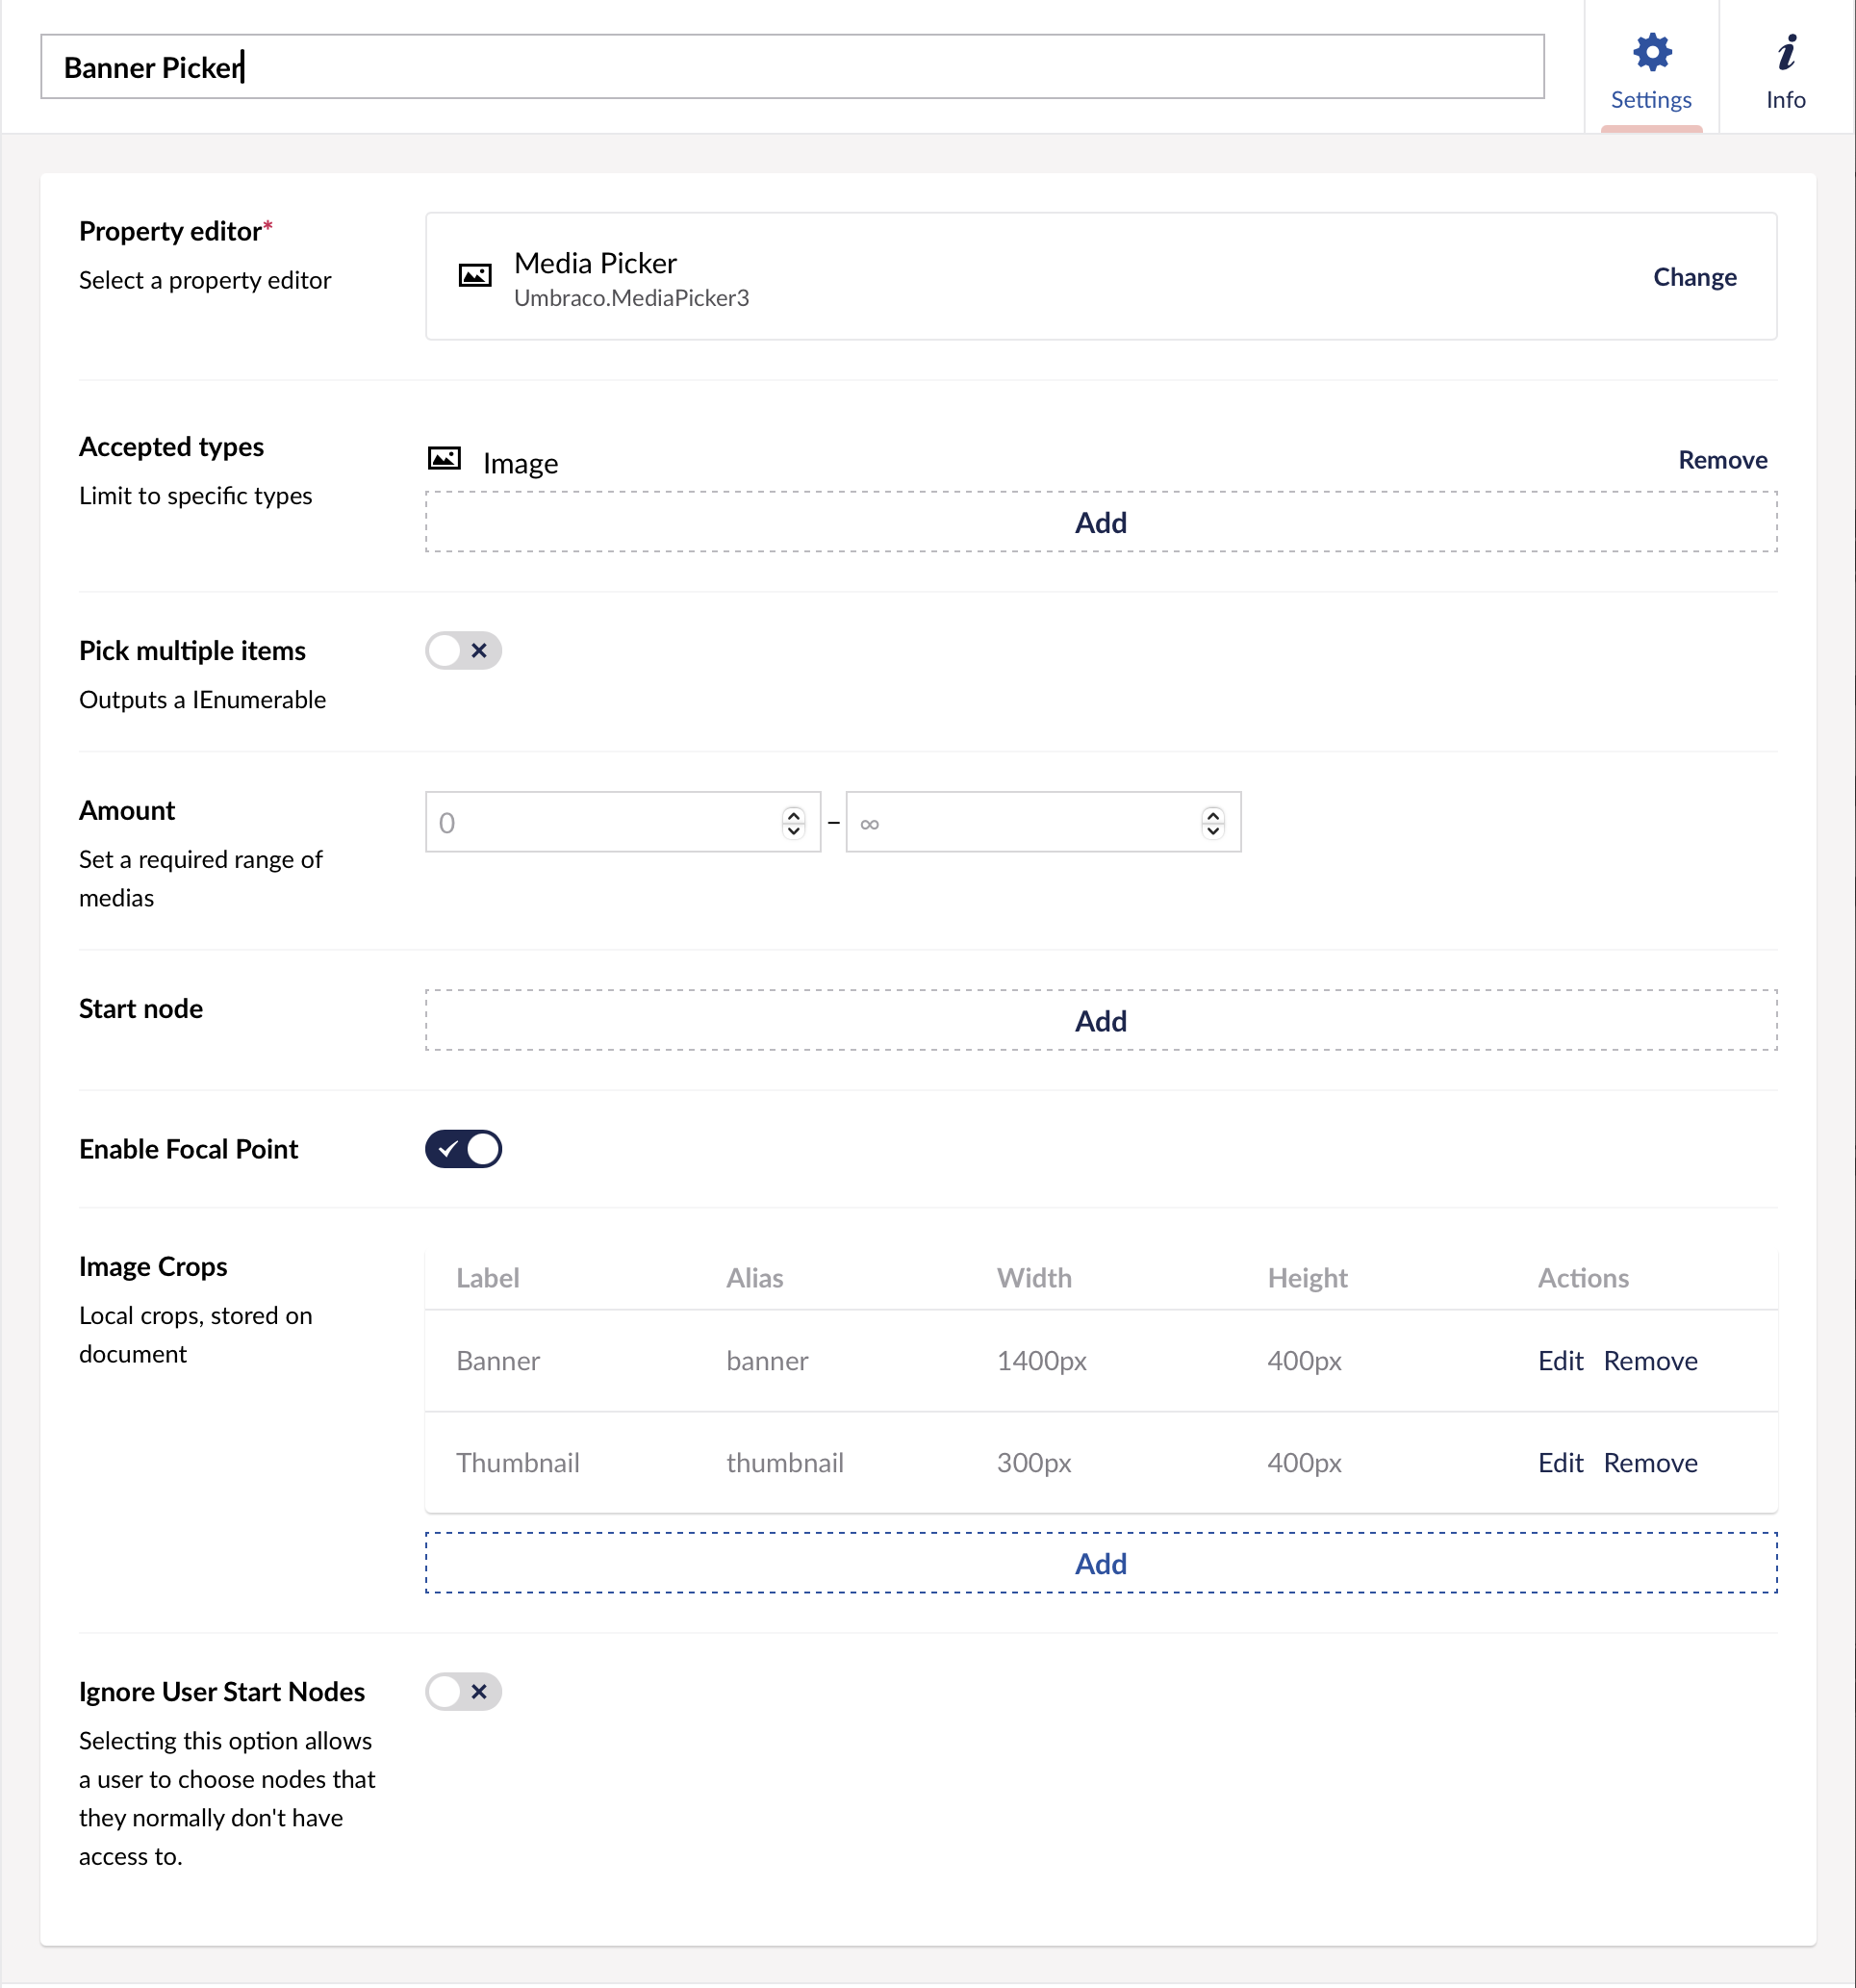 Banner Picker
Settings
Info
Property editor*
Select a property editor
Media Picker
Umbraco.MediaPicker3
Change
Accepted types
Limit to specific types
Image
Remove
Add
Pick multiple items
Outputs a IEnumerable
Amount
Set a required range of
medias
0 – ∞
Start node
Add
Enable Focal Point
Image Crops
Local crops, stored on
document
Label Alias Width Height Actions
Banner banner 1400px 400px Edit Remove
Thumbnail thumbnail 300px 400px Edit Remove
Add
Ignore User Start Nodes
Selecting this option allows
a user to choose nodes that
they normally don't have
access to.